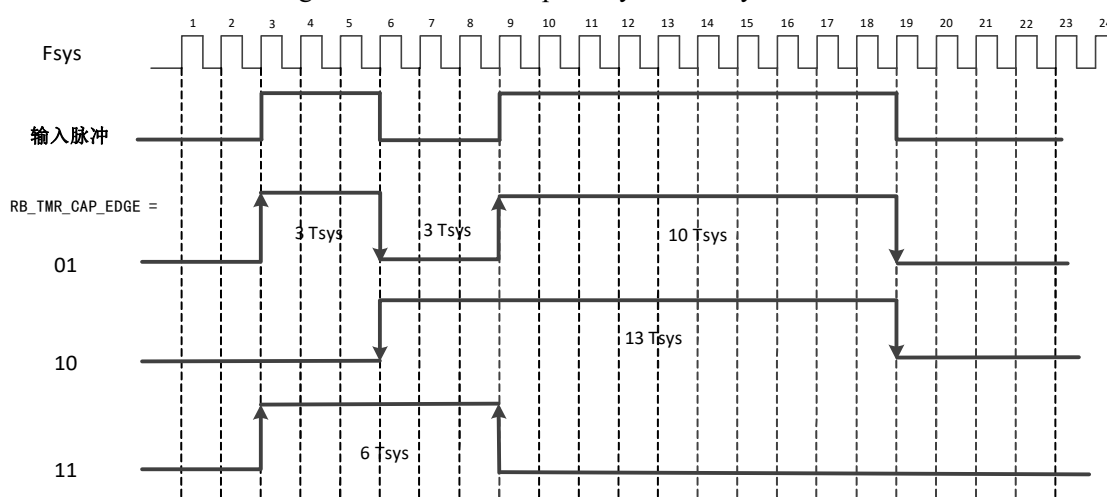 1 2 3 4 5 6 7 8 9 10 11 12 13 14 15 16 17 18 19 20 21 22 23 24
Fsys
输入脉冲
RB_TMR_CAP_EDGE =
3 Tsys 3 Tsys 10 Tsys
01
13 Tsys
10
6 Tsys
11